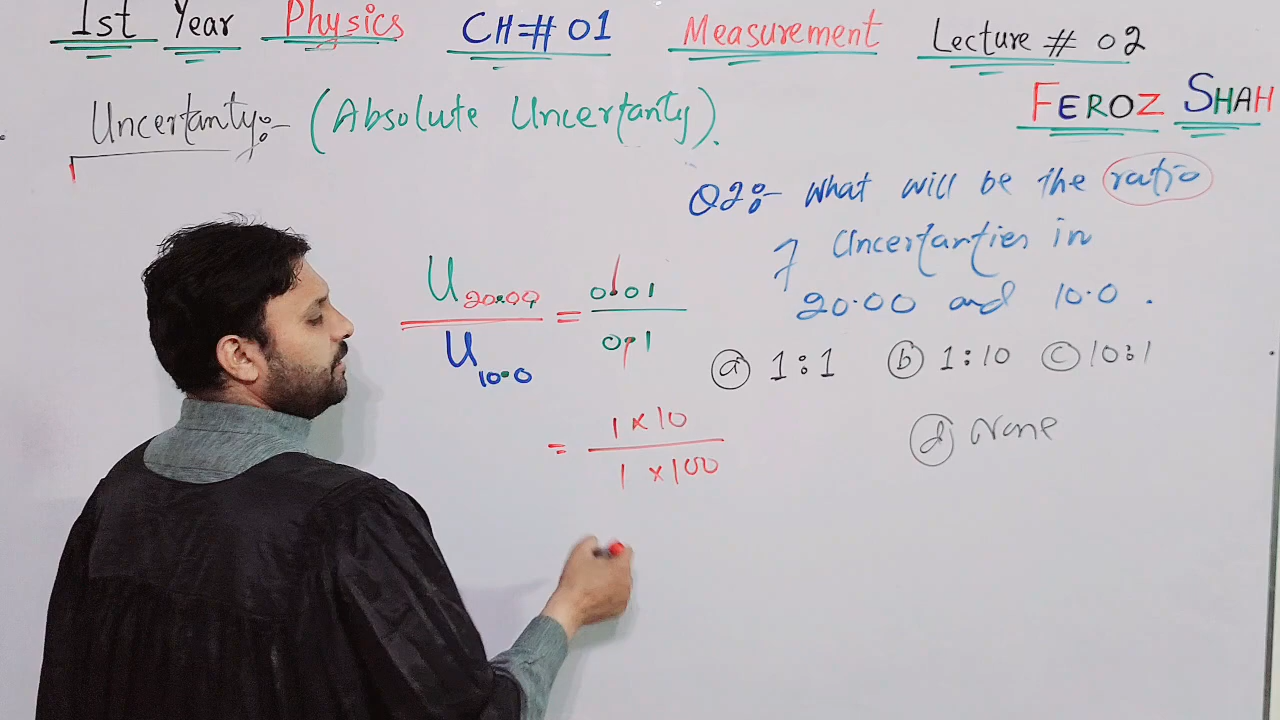 1st Year Physics CH# 01 Measurement Lecture # 02
FEROZ SHAH
Uncertanty:- (Absolute Uncertanty).
Q2:- What will be the ratio
of Uncertanties in
20.00 and 10.0 .
(a) 1:1 (b) 1:10 (c) 10:1
(d) None
U20.00 = 0.01
U10.0 0.1
= 1 × 10
1 × 100